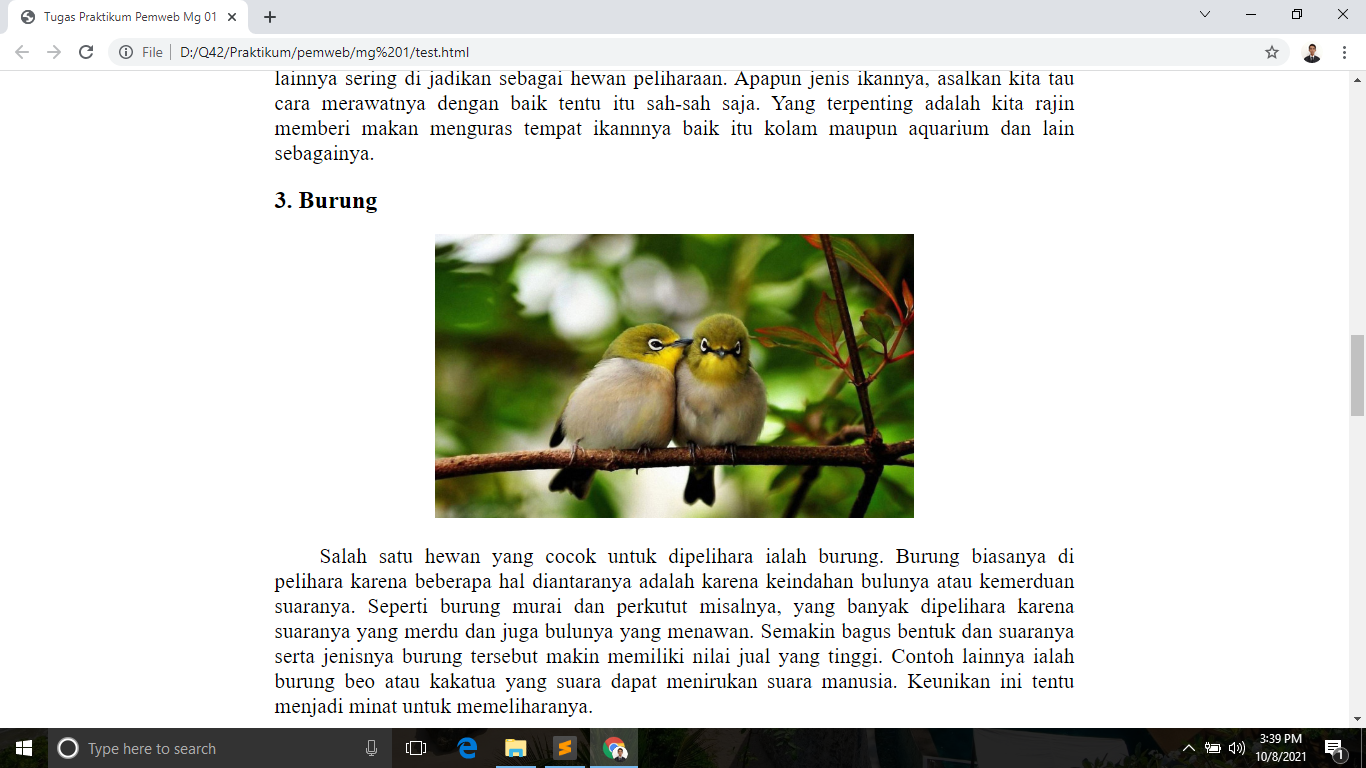 Tugas Praktikum Pemweb Mg 01
File
D:/Q42/Praktikum/pemweb/mg%201/test.html
lainnya sering di jadikan sebagai hewan peliharaan. Apapun jenis ikannya, asalkan kita tau
cara merawatnya dengan baik tentu itu sah-sah saja. Yang terpenting adalah kita rajin
memberi makan menguras tempat ikannnya baik itu kolam maupun aquarium dan lain
sebagainya.
3. Burung
Salah satu hewan yang cocok untuk dipelihara ialah burung. Burung biasanya di
pelihara karena beberapa hal diantaranya adalah karena keindahan bulunya atau kemerduan
suaranya. Seperti burung murai dan perkutut misalnya, yang banyak dipelihara karena
suaranya yang merdu dan juga bulunya yang menawan. Semakin bagus bentuk dan suaranya
serta jenisnya burung tersebut makin memiliki nilai jual yang tinggi. Contoh lainnya ialah
burung beo atau kakatua yang suara dapat menirukan suara manusia. Keunikan ini tentu
menjadi minat untuk memeliharanya.
Type here to search
3:39 PM
10/8/2021
1